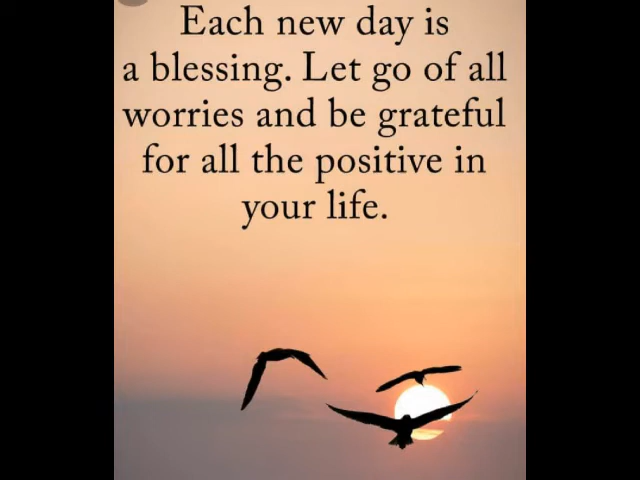 Each new day is
a blessing. Let go of all
worries and be grateful
for all the positive in
your life.